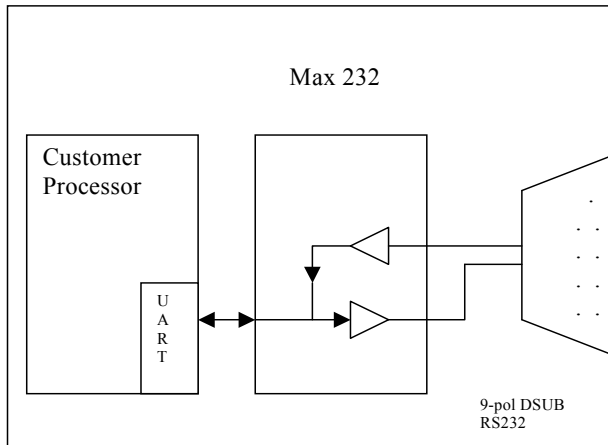 Max 232
Customer
Processor
U
A
R
T
9-pol DSUB
RS232